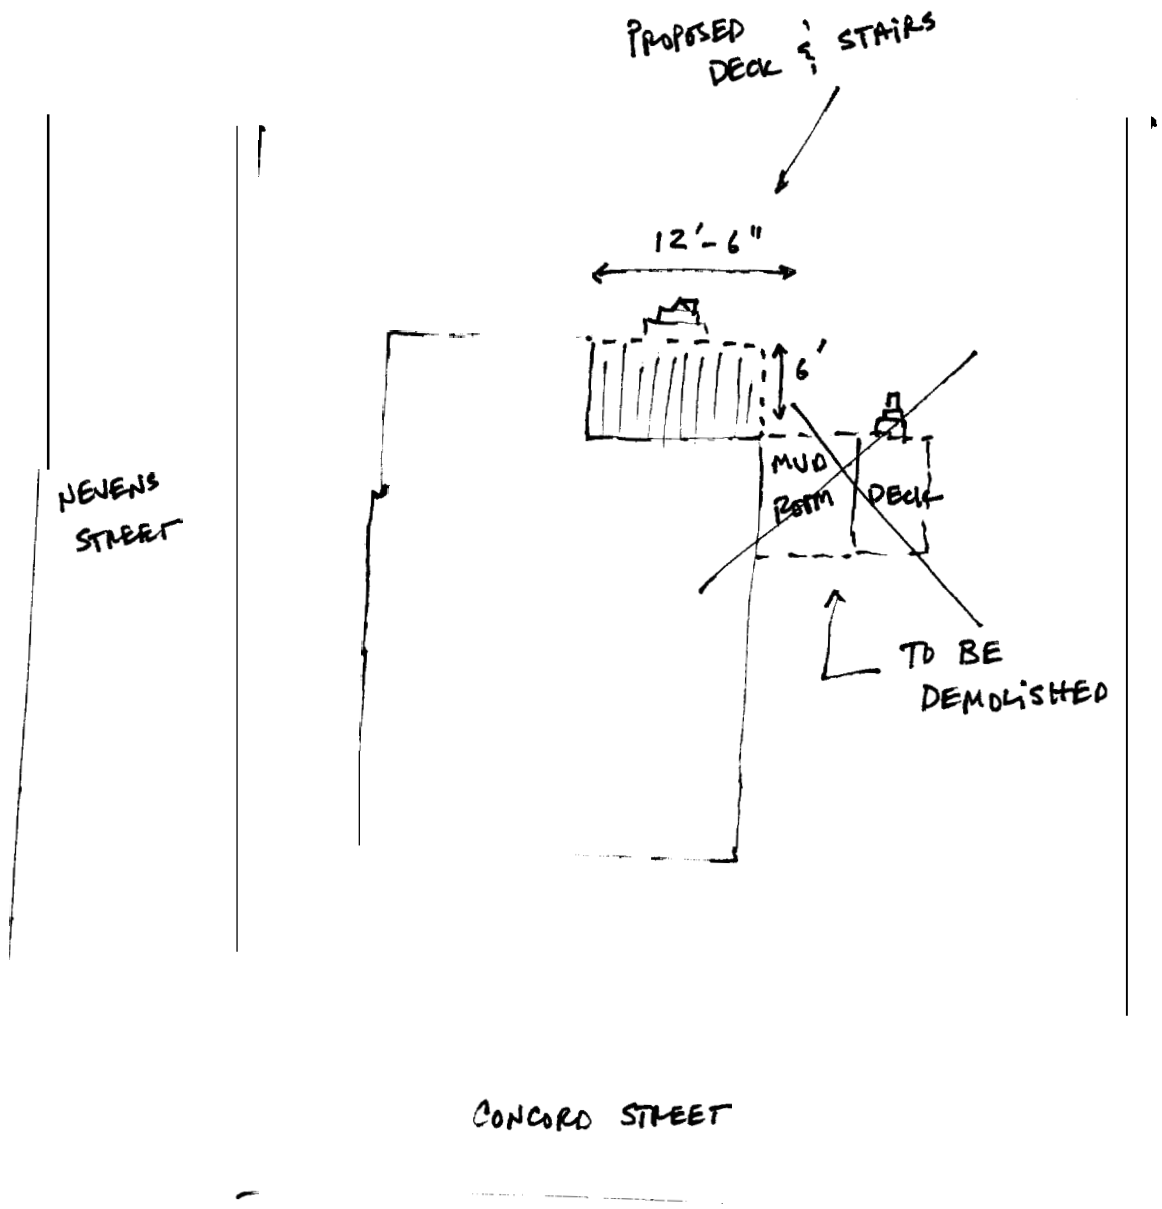 PROPOSED
DECK & STAIRS
12'-6"
6'
MUD
ROOM
DECK
NEVENS
STREET
TO BE
DEMOLISHED
CONCORD STREET